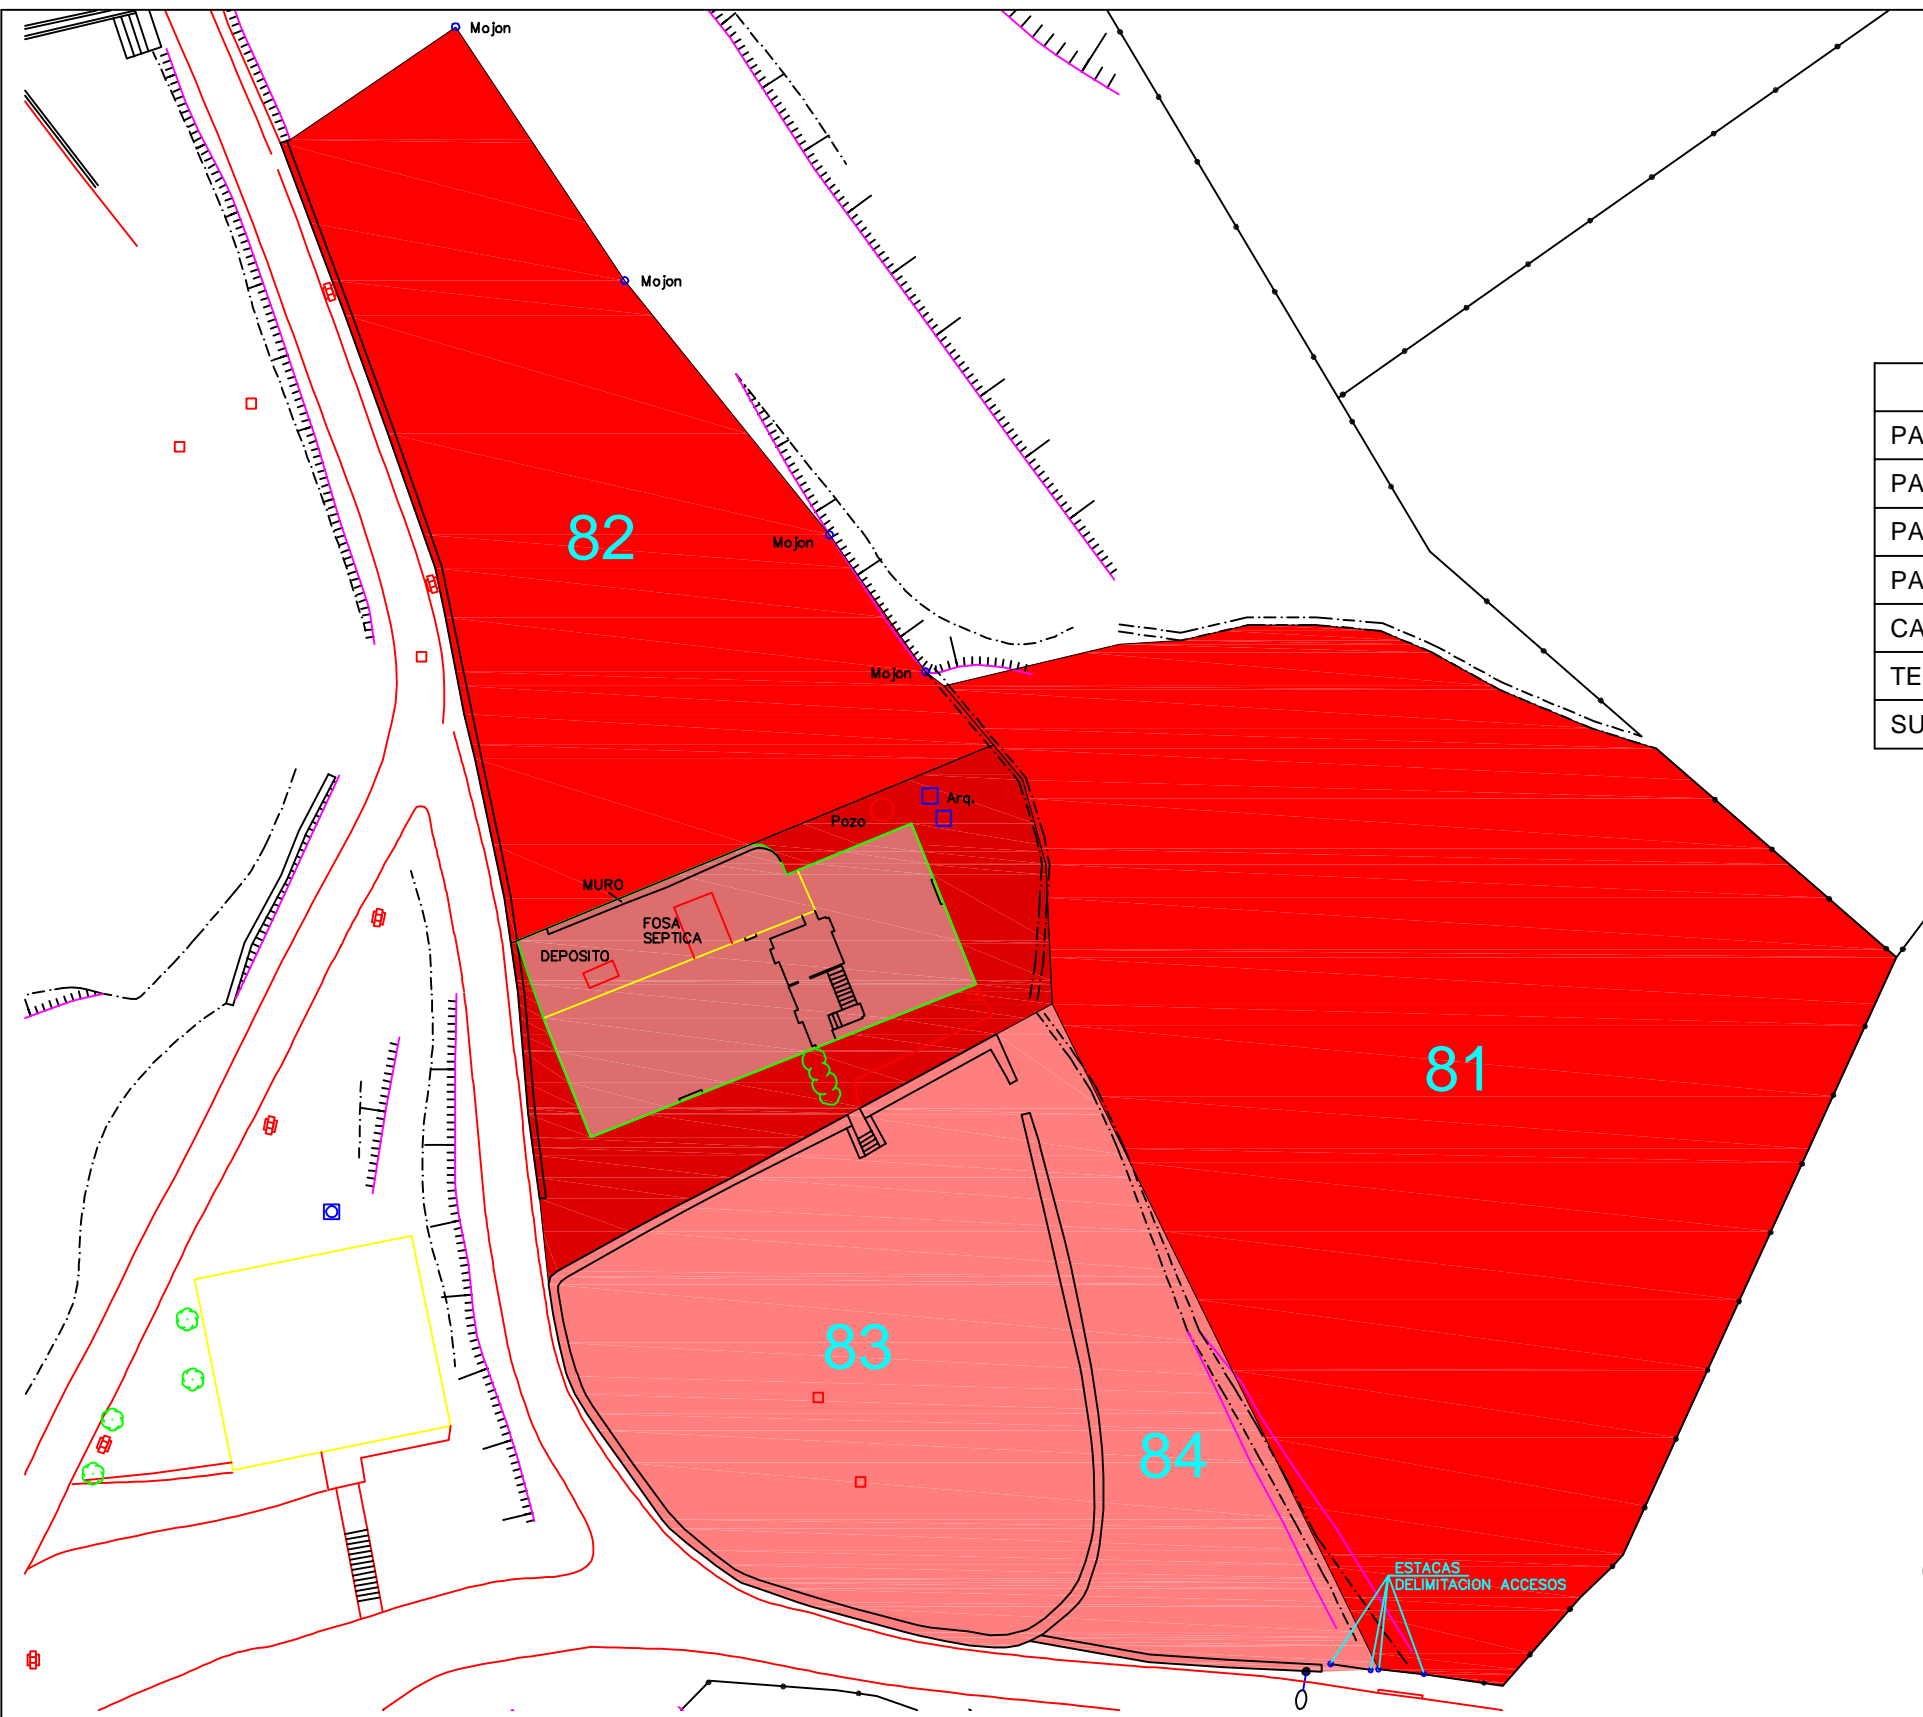 Mojon
Mojon
82
Mojon
Mojon
PA
PA
PA
PA
CA
TE
SU
Arq.
Pozo
MURO
FOSA
SEPTICA
DEPOSITO
81
83
84
ESTACAS
DELIMITACION ACCESOS